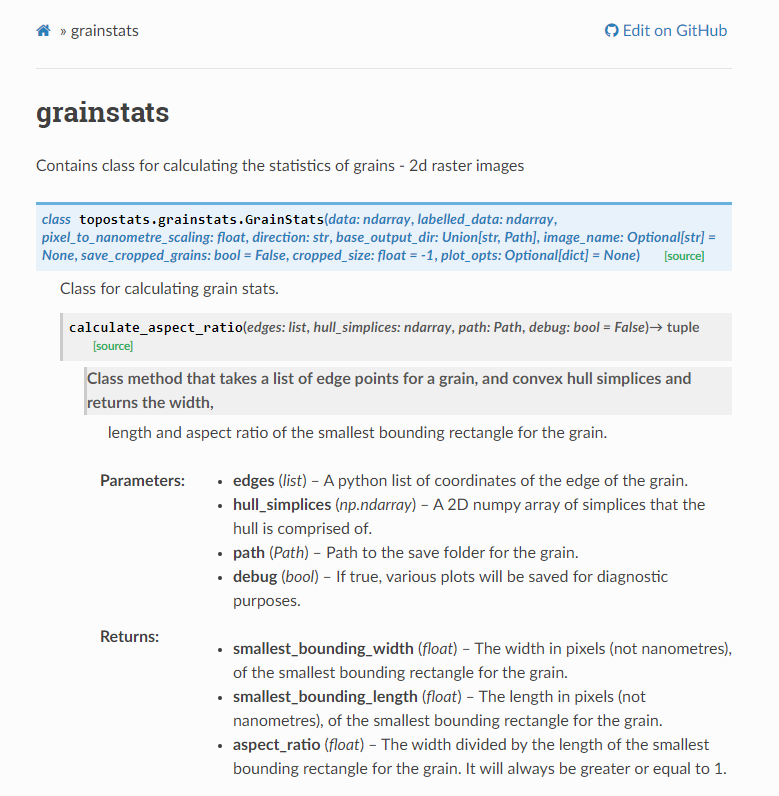 » grainstats
Edit on GitHub
grainstats
Contains class for calculating the statistics of grains - 2d raster images
class topostats.grainstats.GrainStats(data: ndarray, labelled_data: ndarray,
pixel_to_nanometre_scaling: float, direction: str, base_output_dir: Union[str, Path], image_name: Optional[str] =
None, save_cropped_grains: bool = False, cropped_size: float = -1, plot_opts: Optional[dict] = None) [source]
Class for calculating grain stats.
calculate_aspect_ratio(edges: list, hull_simplices: ndarray, path: Path, debug: bool = False)→ tuple
[source]
Class method that takes a list of edge points for a grain, and convex hull simplices and
returns the width,
length and aspect ratio of the smallest bounding rectangle for the grain.
Parameters:
• edges (list) – A python list of coordinates of the edge of the grain.
• hull_simplices (np.ndarray) – A 2D numpy array of simplices that the
hull is comprised of.
• path (Path) – Path to the save folder for the grain.
• debug (bool) – If true, various plots will be saved for diagnostic
purposes.
Returns:
• smallest_bounding_width (float) – The width in pixels (not nanometres),
of the smallest bounding rectangle for the grain.
• smallest_bounding_length (float) – The length in pixels (not
nanometres), of the smallest bounding rectangle for the grain.
• aspect_ratio (float) – The width divided by the length of the smallest
bounding rectangle for the grain. It will always be greater or equal to 1.